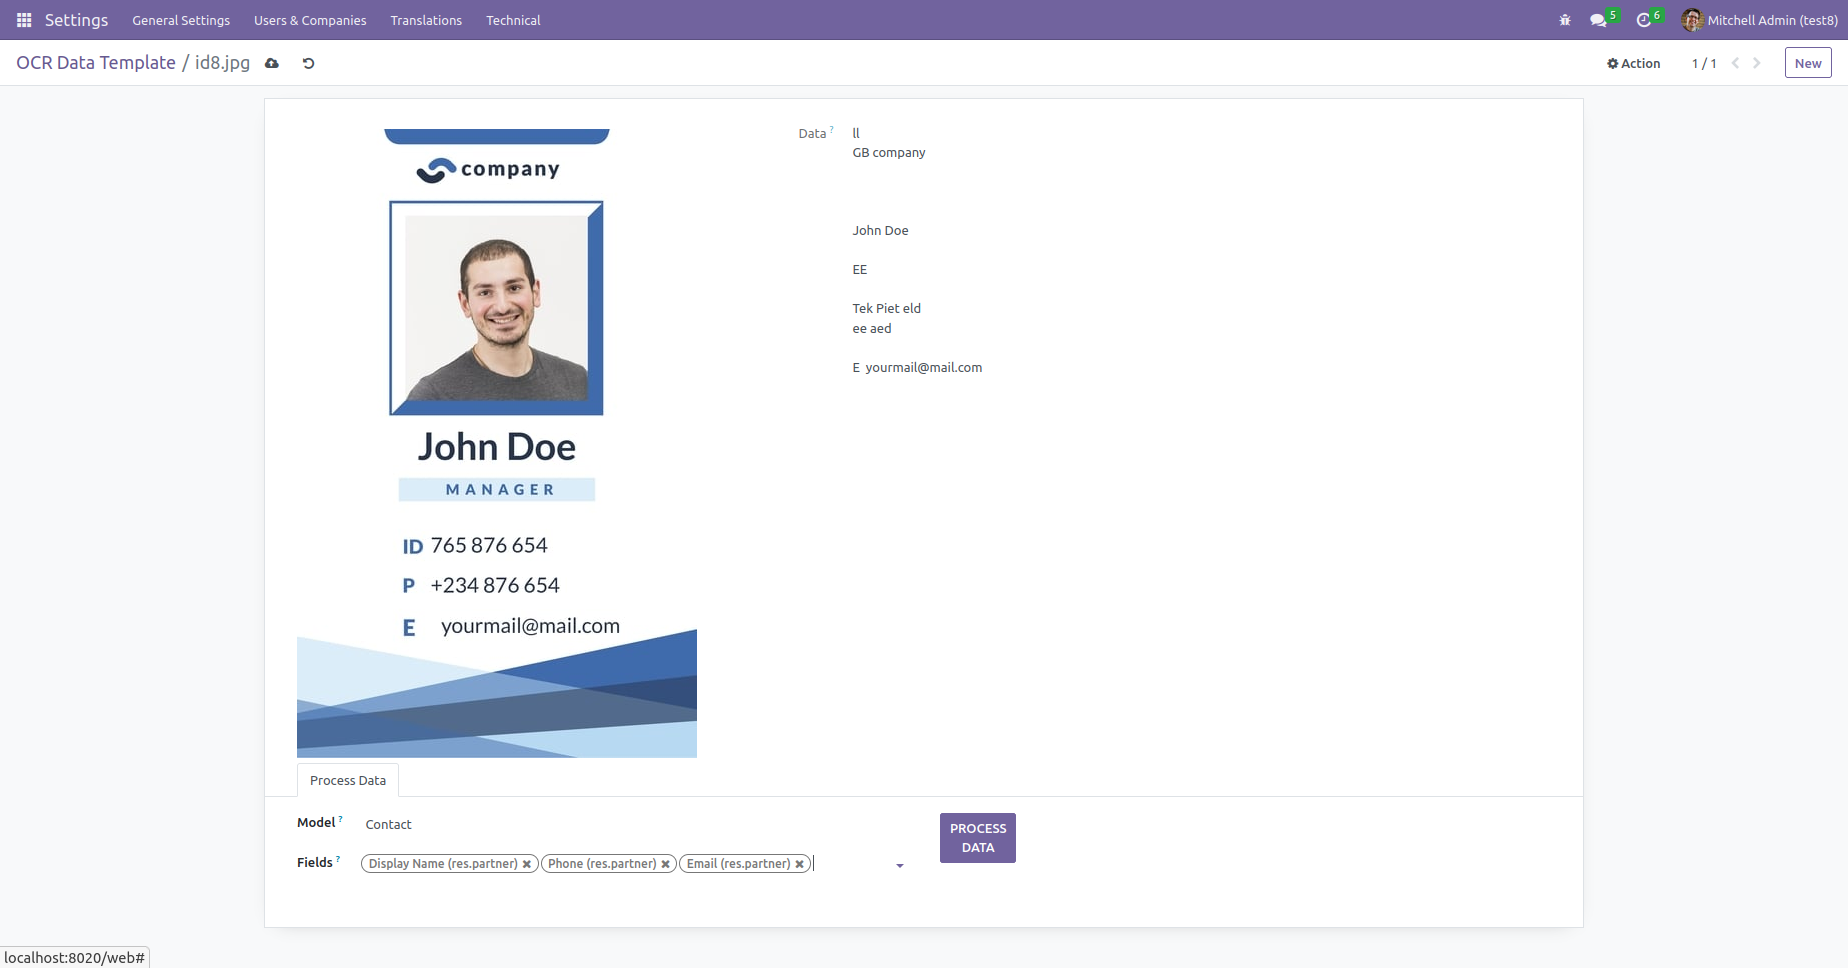 Settings General Settings Users & Companies Translations Technical 5 6 Mitchell Admin (test8)
OCR Data Template / id8.jpg Action 1 / 1 New
company
John Doe
MANAGER
ID 765 876 654
P +234 876 654
E yourmail@mail.com
Data ? ll
GB company
John Doe
EE
Tek Piet eld
ee aed
E yourmail@mail.com
Process Data
Model ? Contact
Fields ? Display Name (res.partner) Phone (res.partner) Email (res.partner)
PROCESS
DATA
localhost:8020/web#